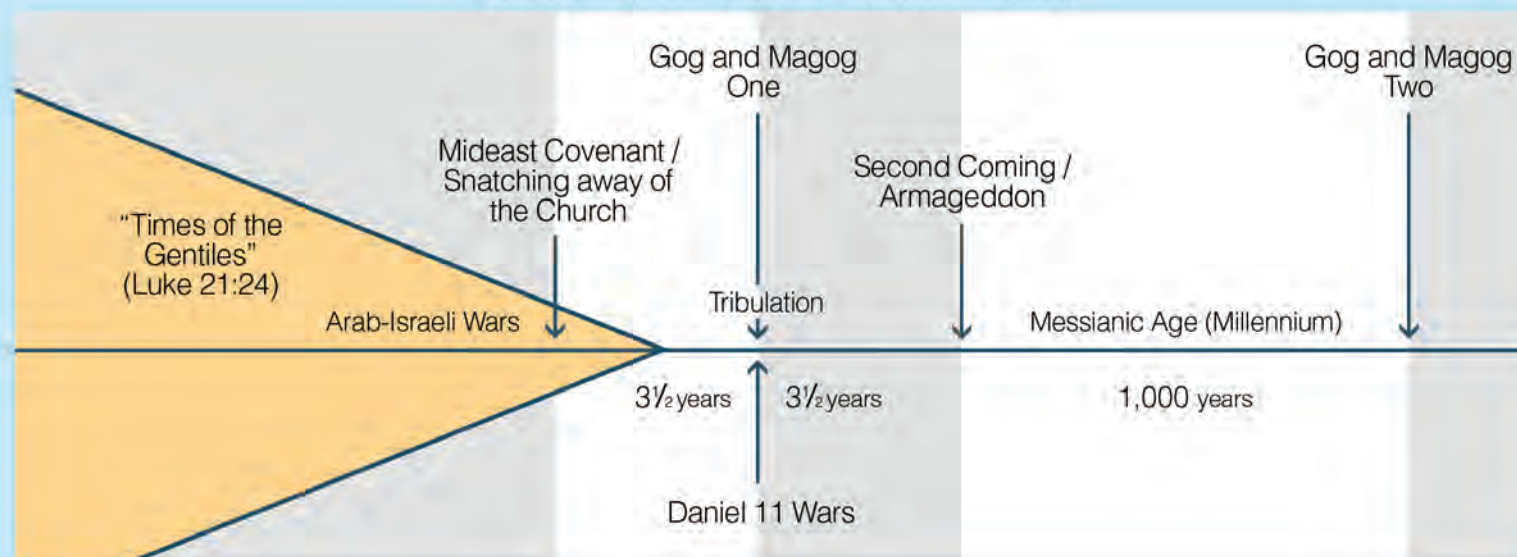 Gog and Magog
One
Gog and Magog
Two
Mideast Covenant /
Snatching away of
the Church
Second Coming /
Armageddon
“Times of the
Gentiles”
(Luke 21:24)
Arab-Israeli Wars
Tribulation
Messianic Age (Millennium)
3½ years
3½ years
1,000 years
Daniel 11 Wars